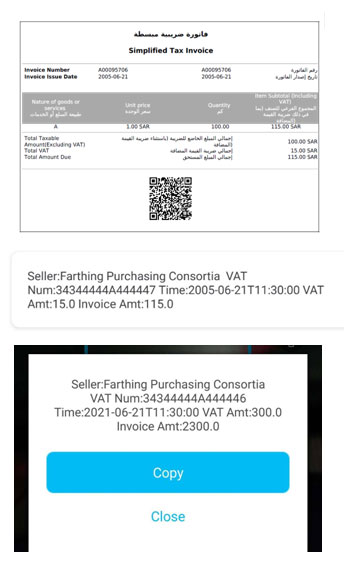 فاتورة ضريبية مبسطة
Simplified Tax Invoice
Invoice Number A00095706 A00095706 رقم الفاتورة
Invoice Issue Date 2005-06-21 2005-06-21 تاريخ إصدار الفاتورة
Nature of goods or services Unit price Quantity Item Subtotal (Including VAT)
طبيعة السلع أو الخدمات سعر الوحدة كم المجموع الفرعي للصنف (بما في ذلك ضريبة القيمة المضافة)
A 1.00 SAR 100.00 115.00 SAR
Total Taxable Amount(Excluding VAT) إجمالي السلع الخاضع للضريبة (باستثناء ضريبة القيمة المضافة) 100.00 SAR
Total VAT إجمالي ضريبة القيمة المضافة 15.00 SAR
Total Amount Due إجمالي المبلغ المستحق 115.00 SAR
Seller:Farthing Purchasing Consortia VAT
Num:34344444A444447 Time:2005-06-21T11:30:00 VAT
Amt:15.0 Invoice Amt:115.0
Seller:Farthing Purchasing Consortia
VAT Num:34344444A444446
Time:2021-06-21T11:30:00 VAT Amt:300.0
Invoice Amt:2300.0
Copy
Close